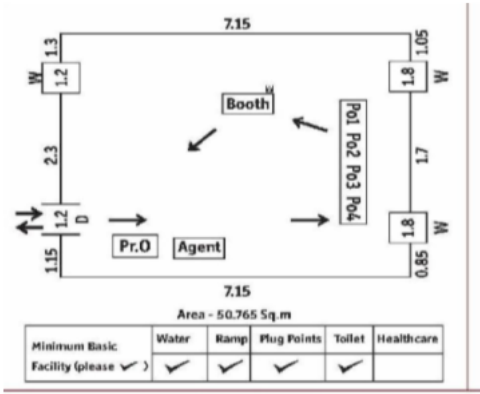 7.15
1.3
1.05
W
1.2
1.8
W
W
Booth
Po1 Po2 Po3 Po4
2.3
1.7
1.2
D
1.8
W
Pr.O
Agent
1.15
0.85
7.15
Area - 50.765 Sq.m
Minimum Basic Facility (please ✓) Water Ramp Plug Points Toilet Healthcare
✓ ✓ ✓ ✓